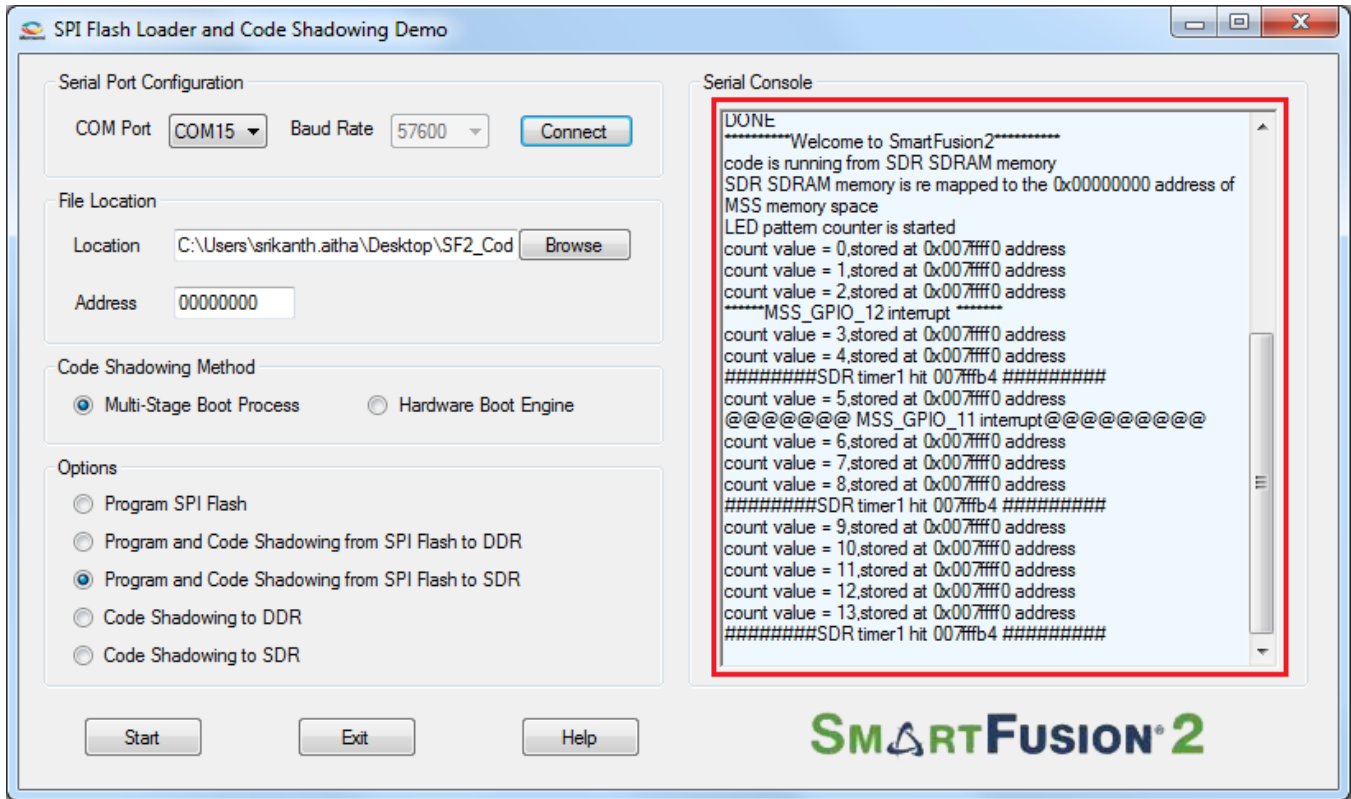 SPI Flash Loader and Code Shadowing Demo
Serial Port Configuration
COM Port COM15 Baud Rate 57600 Connect
File Location
Location C:\Users\srikanth.aitha\Desktop\SF2_Cod Browse
Address 00000000
Code Shadowing Method
Multi-Stage Boot Process Hardware Boot Engine
Options
Program SPI Flash
Program and Code Shadowing from SPI Flash to DDR
Program and Code Shadowing from SPI Flash to SDR
Code Shadowing to DDR
Code Shadowing to SDR
Start Exit Help
Serial Console
DONE
**********Welcome to SmartFusion2**********
code is running from SDR SDRAM memory
SDR SDRAM memory is re mapped to the 0x00000000 address of
MSS memory space
LED pattern counter is started
count value = 0,stored at 0x007ffff0 address
count value = 1,stored at 0x007ffff0 address
count value = 2,stored at 0x007ffff0 address
******MSS_GPIO_12 interrupt *******
count value = 3,stored at 0x007ffff0 address
count value = 4,stored at 0x007ffff0 address
########SDR timer1 hit 007fffb4 #########
count value = 5,stored at 0x007ffff0 address
@@@@@@@ MSS_GPIO_11 interrupt@@@@@@@@@
count value = 6,stored at 0x007ffff0 address
count value = 7,stored at 0x007ffff0 address
count value = 8,stored at 0x007ffff0 address
########SDR timer1 hit 007fffb4 #########
count value = 9,stored at 0x007ffff0 address
count value = 10,stored at 0x007ffff0 address
count value = 11,stored at 0x007ffff0 address
count value = 12,stored at 0x007ffff0 address
count value = 13,stored at 0x007ffff0 address
########SDR timer1 hit 007fffb4 #########
SMARTFUSION® 2